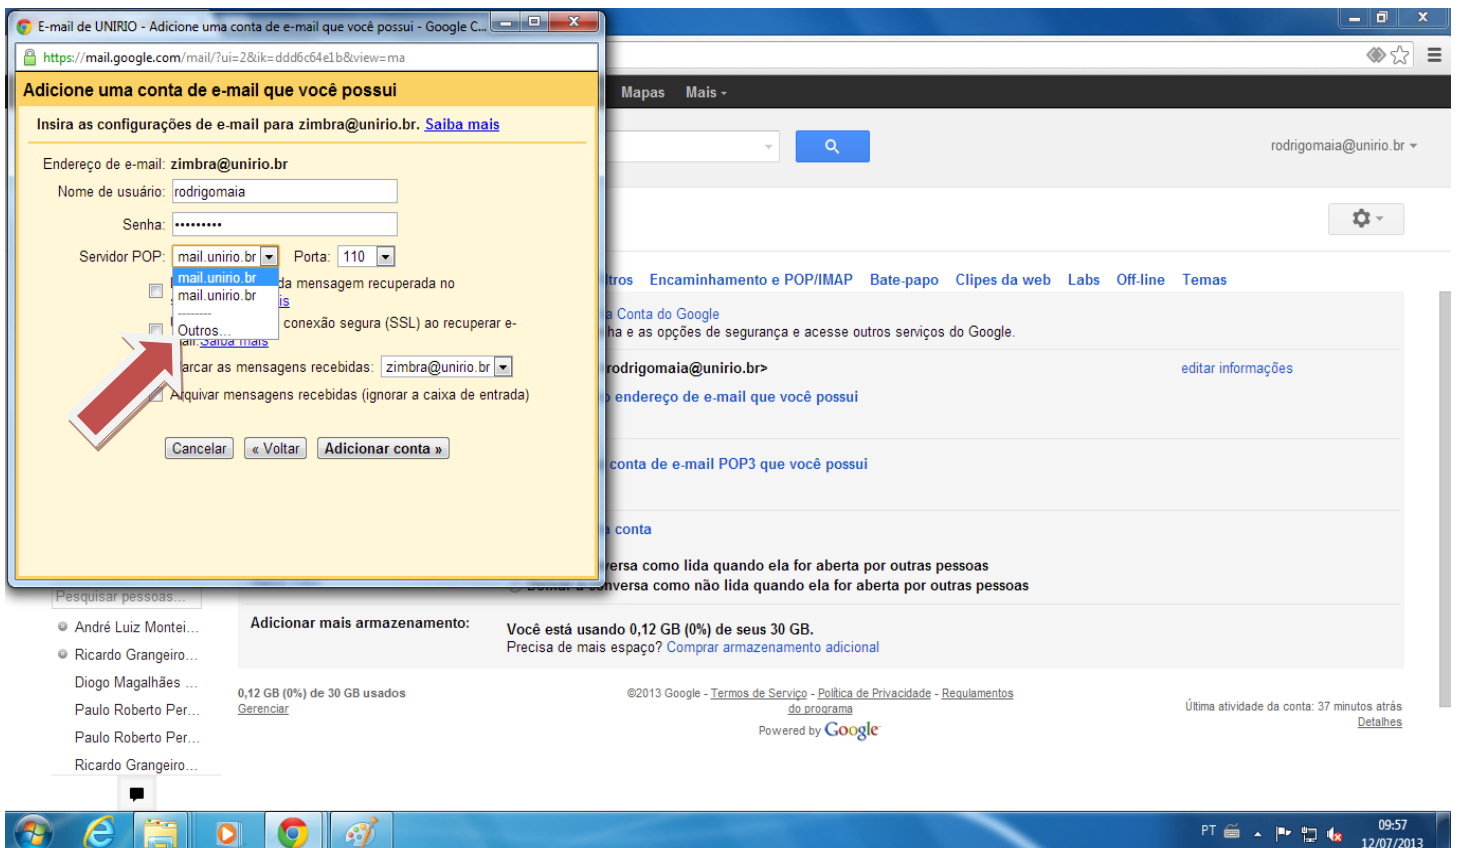 E-mail de UNIRIO - Adicione uma conta de e-mail que você possui - Google C...
https://mail.google.com/mail/?ui=2&ik=ddd6c64e1b&view=ma
Adicione uma conta de e-mail que você possui
Insira as configurações de e-mail para zimbra@unirio.br. Saiba mais
Endereço de e-mail: zimbra@unirio.br
Nome de usuário: rodrigomaia
Senha: •••••••••
Servidor POP: mail.unirio.br Porta: 110
mail.unirio.br
mail.unirio.br
--------
Outros...
da mensagem recuperada no
is
conexão segura (SSL) ao recuperar e-
mail. Saiba mais
arcar as mensagens recebidas: zimbra@unirio.br
Arquivar mensagens recebidas (ignorar a caixa de entrada)
Cancelar « Voltar Adicionar conta »
Mapas Mais
rodrigomaia@unirio.br
tros Encaminhamento e POP/IMAP Bate-papo Clipes da web Labs Off-line Temas
a Conta do Google
ha e as opções de segurança e acesse outros serviços do Google.
rodrigomaia@unirio.br> editar informações
endereço de e-mail que você possui
conta de e-mail POP3 que você possui
conta
versa como lida quando ela for aberta por outras pessoas
conversa como não lida quando ela for aberta por outras pessoas
Adicionar mais armazenamento: Você está usando 0,12 GB (0%) de seus 30 GB.
Precisa de mais espaço? Comprar armazenamento adicional
Pesquisar pessoas...
André Luiz Montei...
Ricardo Grangeiro...
Diogo Magalhães ...
Paulo Roberto Per...
Paulo Roberto Per...
Ricardo Grangeiro...
0,12 GB (0%) de 30 GB usados
Gerenciar
©2013 Google - Termos de Serviço - Política de Privacidade - Regulamentos
do programa
Powered by Google
Última atividade da conta: 37 minutos atrás
Detalhes
PT 09:57
12/07/2013